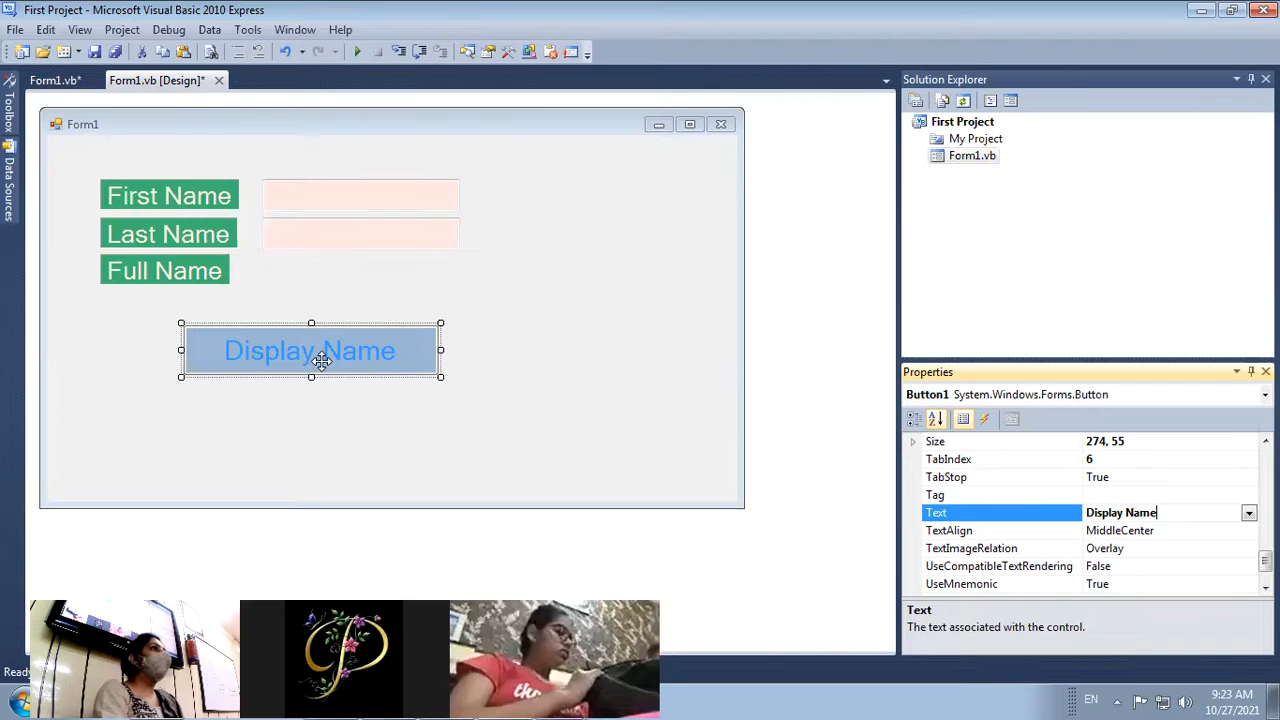 First Project - Microsoft Visual Basic 2010 Express
File Edit View Project Debug Data Tools Window Help
Form1.vb* Form1.vb [Design]*
Toolbox
Data Sources
Form1
First Name
Last Name
Full Name
Display Name
Solution Explorer
First Project
My Project
Form1.vb
Properties
Button1 System.Windows.Forms.Button
Size 274, 55
TabIndex 6
TabStop True
Tag
Text Display Name
TextAlign MiddleCenter
TextImageRelation Overlay
UseCompatibleTextRendering False
UseMnemonic True
Text
The text associated with the control.
EN
9:23 AM
10/27/2021